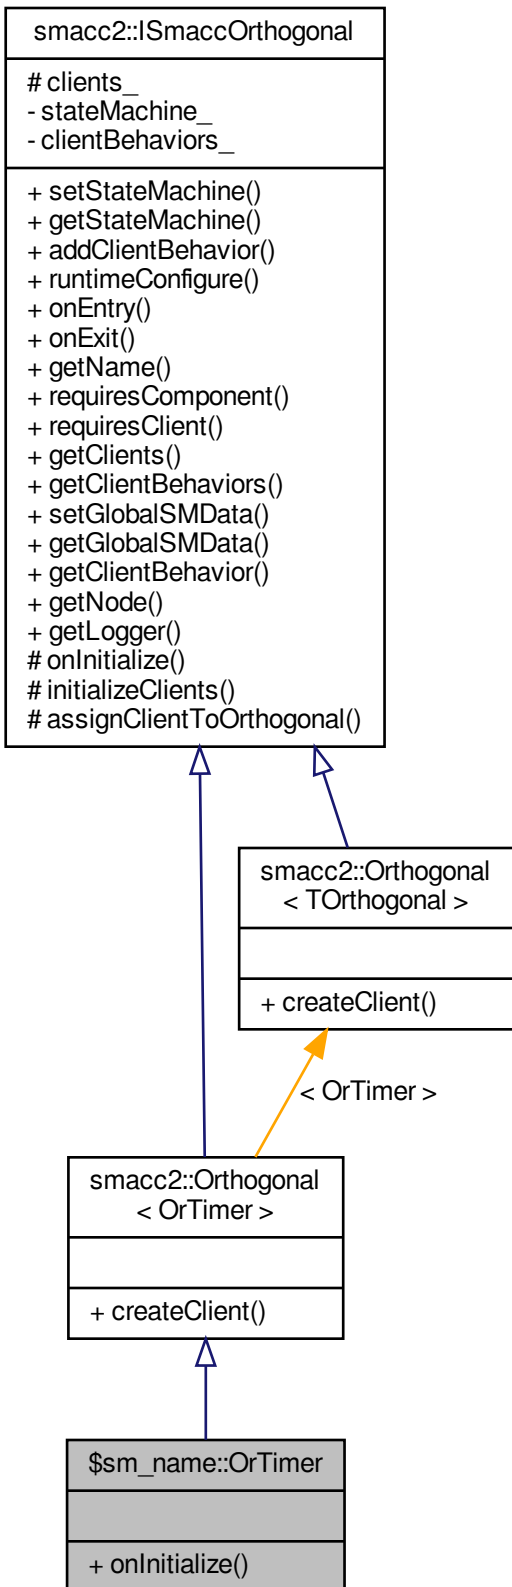 smacc2::ISmaccOrthogonal
# clients_
- stateMachine_
- clientBehaviors_
+ setStateMachine()
+ getStateMachine()
+ addClientBehavior()
+ runtimeConfigure()
+ onEntry()
+ onExit()
+ getName()
+ requiresComponent()
+ requiresClient()
+ getClients()
+ getClientBehaviors()
+ setGlobalSMData()
+ getGlobalSMData()
+ getClientBehavior()
+ getNode()
+ getLogger()
# onInitialize()
# initializeClients()
# assignClientToOrthogonal()
smacc2::Orthogonal
< TOrthogonal >
+ createClient()
< OrTimer >
smacc2::Orthogonal
< OrTimer >
+ createClient()
$sm_name::OrTimer
+ onInitialize()